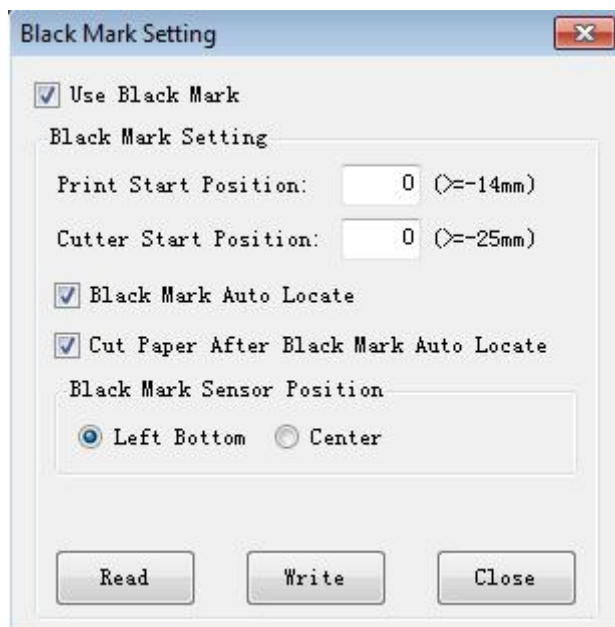 Black Mark Setting
Use Black Mark
Black Mark Setting
Print Start Position: 0 (>=-14mm)
Cutter Start Position: 0 (>=-25mm)
Black Mark Auto Locate
Cut Paper After Black Mark Auto Locate
Black Mark Sensor Position
Left Bottom Center
Read Write Close